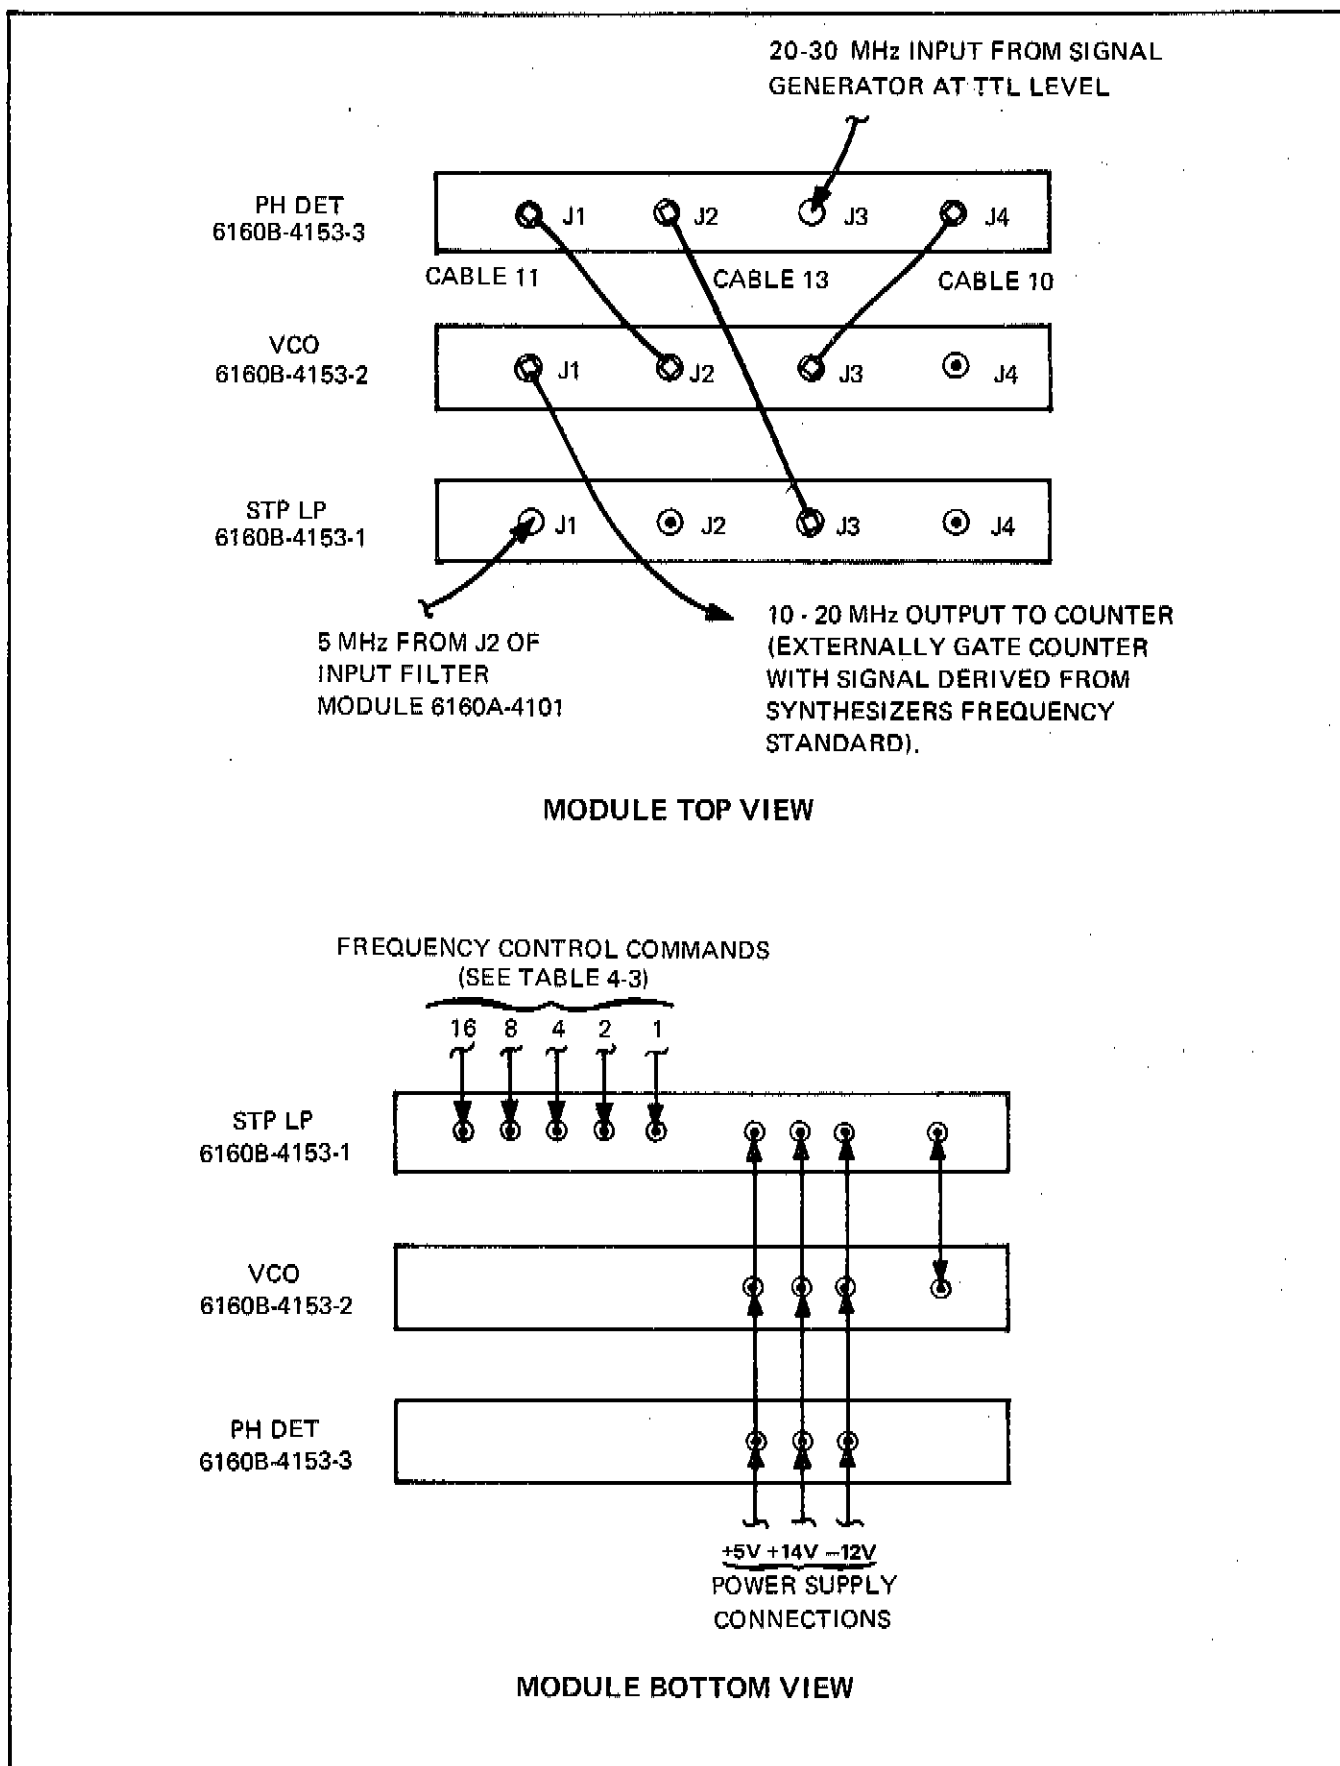 20-30 MHz INPUT FROM SIGNAL
GENERATOR AT TTL LEVEL
PH DET
6160B-4153-3
J1
J2
J3
J4
CABLE 11
CABLE 13
CABLE 10
VCO
6160B-4153-2
J1
J2
J3
J4
STP LP
6160B-4153-1
J1
J2
J3
J4
5 MHz FROM J2 OF
INPUT FILTER
MODULE 6160A-4101
10 - 20 MHz OUTPUT TO COUNTER
(EXTERNALLY GATE COUNTER
WITH SIGNAL DERIVED FROM
SYNTHESIZERS FREQUENCY
STANDARD).
MODULE TOP VIEW
FREQUENCY CONTROL COMMANDS
(SEE TABLE 4-3)
16 8 4 2 1
STP LP
6160B-4153-1
VCO
6160B-4153-2
PH DET
6160B-4153-3
+5V +14V -12V
POWER SUPPLY
CONNECTIONS
MODULE BOTTOM VIEW